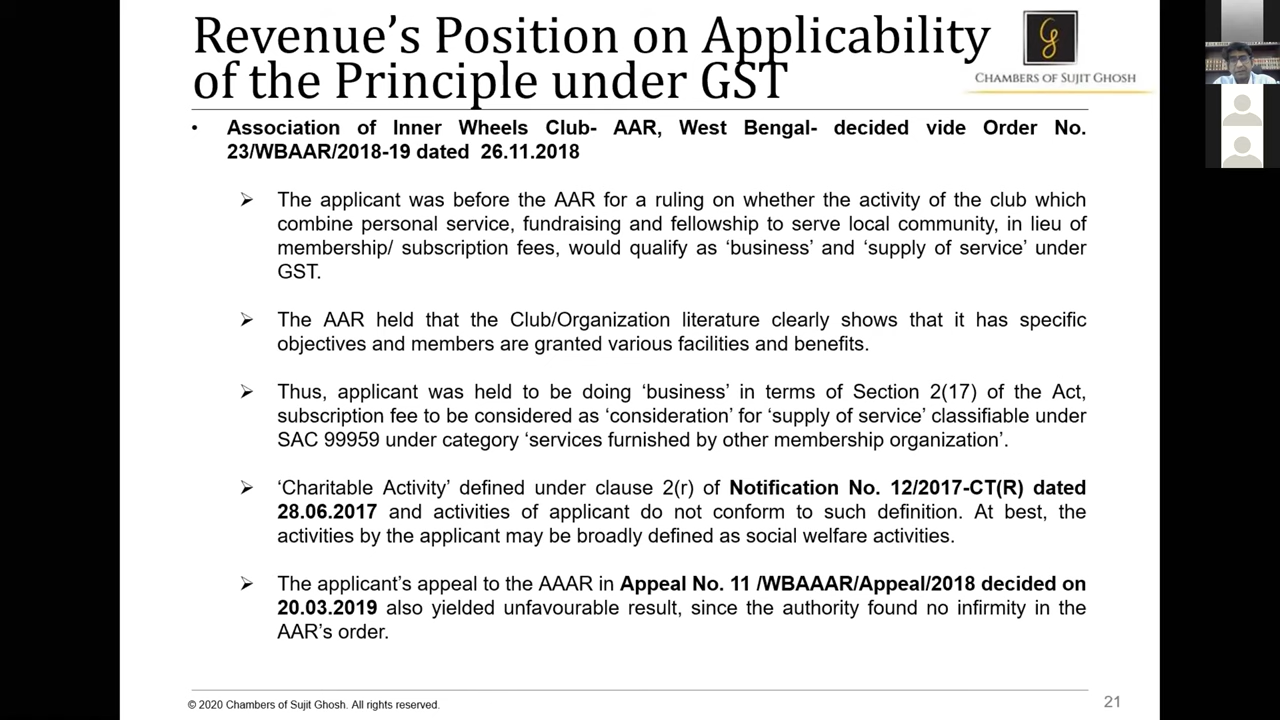 Revenue’s Position on Applicability
of the Principle under GST
CHAMBERS OF SUJIT GHOSH
• Association of Inner Wheels Club- AAR, West Bengal- decided vide Order No.
23/WBAAR/2018-19 dated 26.11.2018
➢ The applicant was before the AAR for a ruling on whether the activity of the club which
combine personal service, fundraising and fellowship to serve local community, in lieu of
membership/ subscription fees, would qualify as ‘business’ and ‘supply of service’ under
GST.
➢ The AAR held that the Club/Organization literature clearly shows that it has specific
objectives and members are granted various facilities and benefits.
➢ Thus, applicant was held to be doing ‘business’ in terms of Section 2(17) of the Act,
subscription fee to be considered as ‘consideration’ for ‘supply of service’ classifiable under
SAC 99959 under category ‘services furnished by other membership organization’.
➢ ‘Charitable Activity’ defined under clause 2(r) of Notification No. 12/2017-CT(R) dated
28.06.2017 and activities of applicant do not conform to such definition. At best, the
activities by the applicant may be broadly defined as social welfare activities.
➢ The applicant’s appeal to the AAAR in Appeal No. 11 /WBAAAR/Appeal/2018 decided on
20.03.2019 also yielded unfavourable result, since the authority found no infirmity in the
AAR’s order.
© 2020 Chambers of Sujit Ghosh. All rights reserved.
21